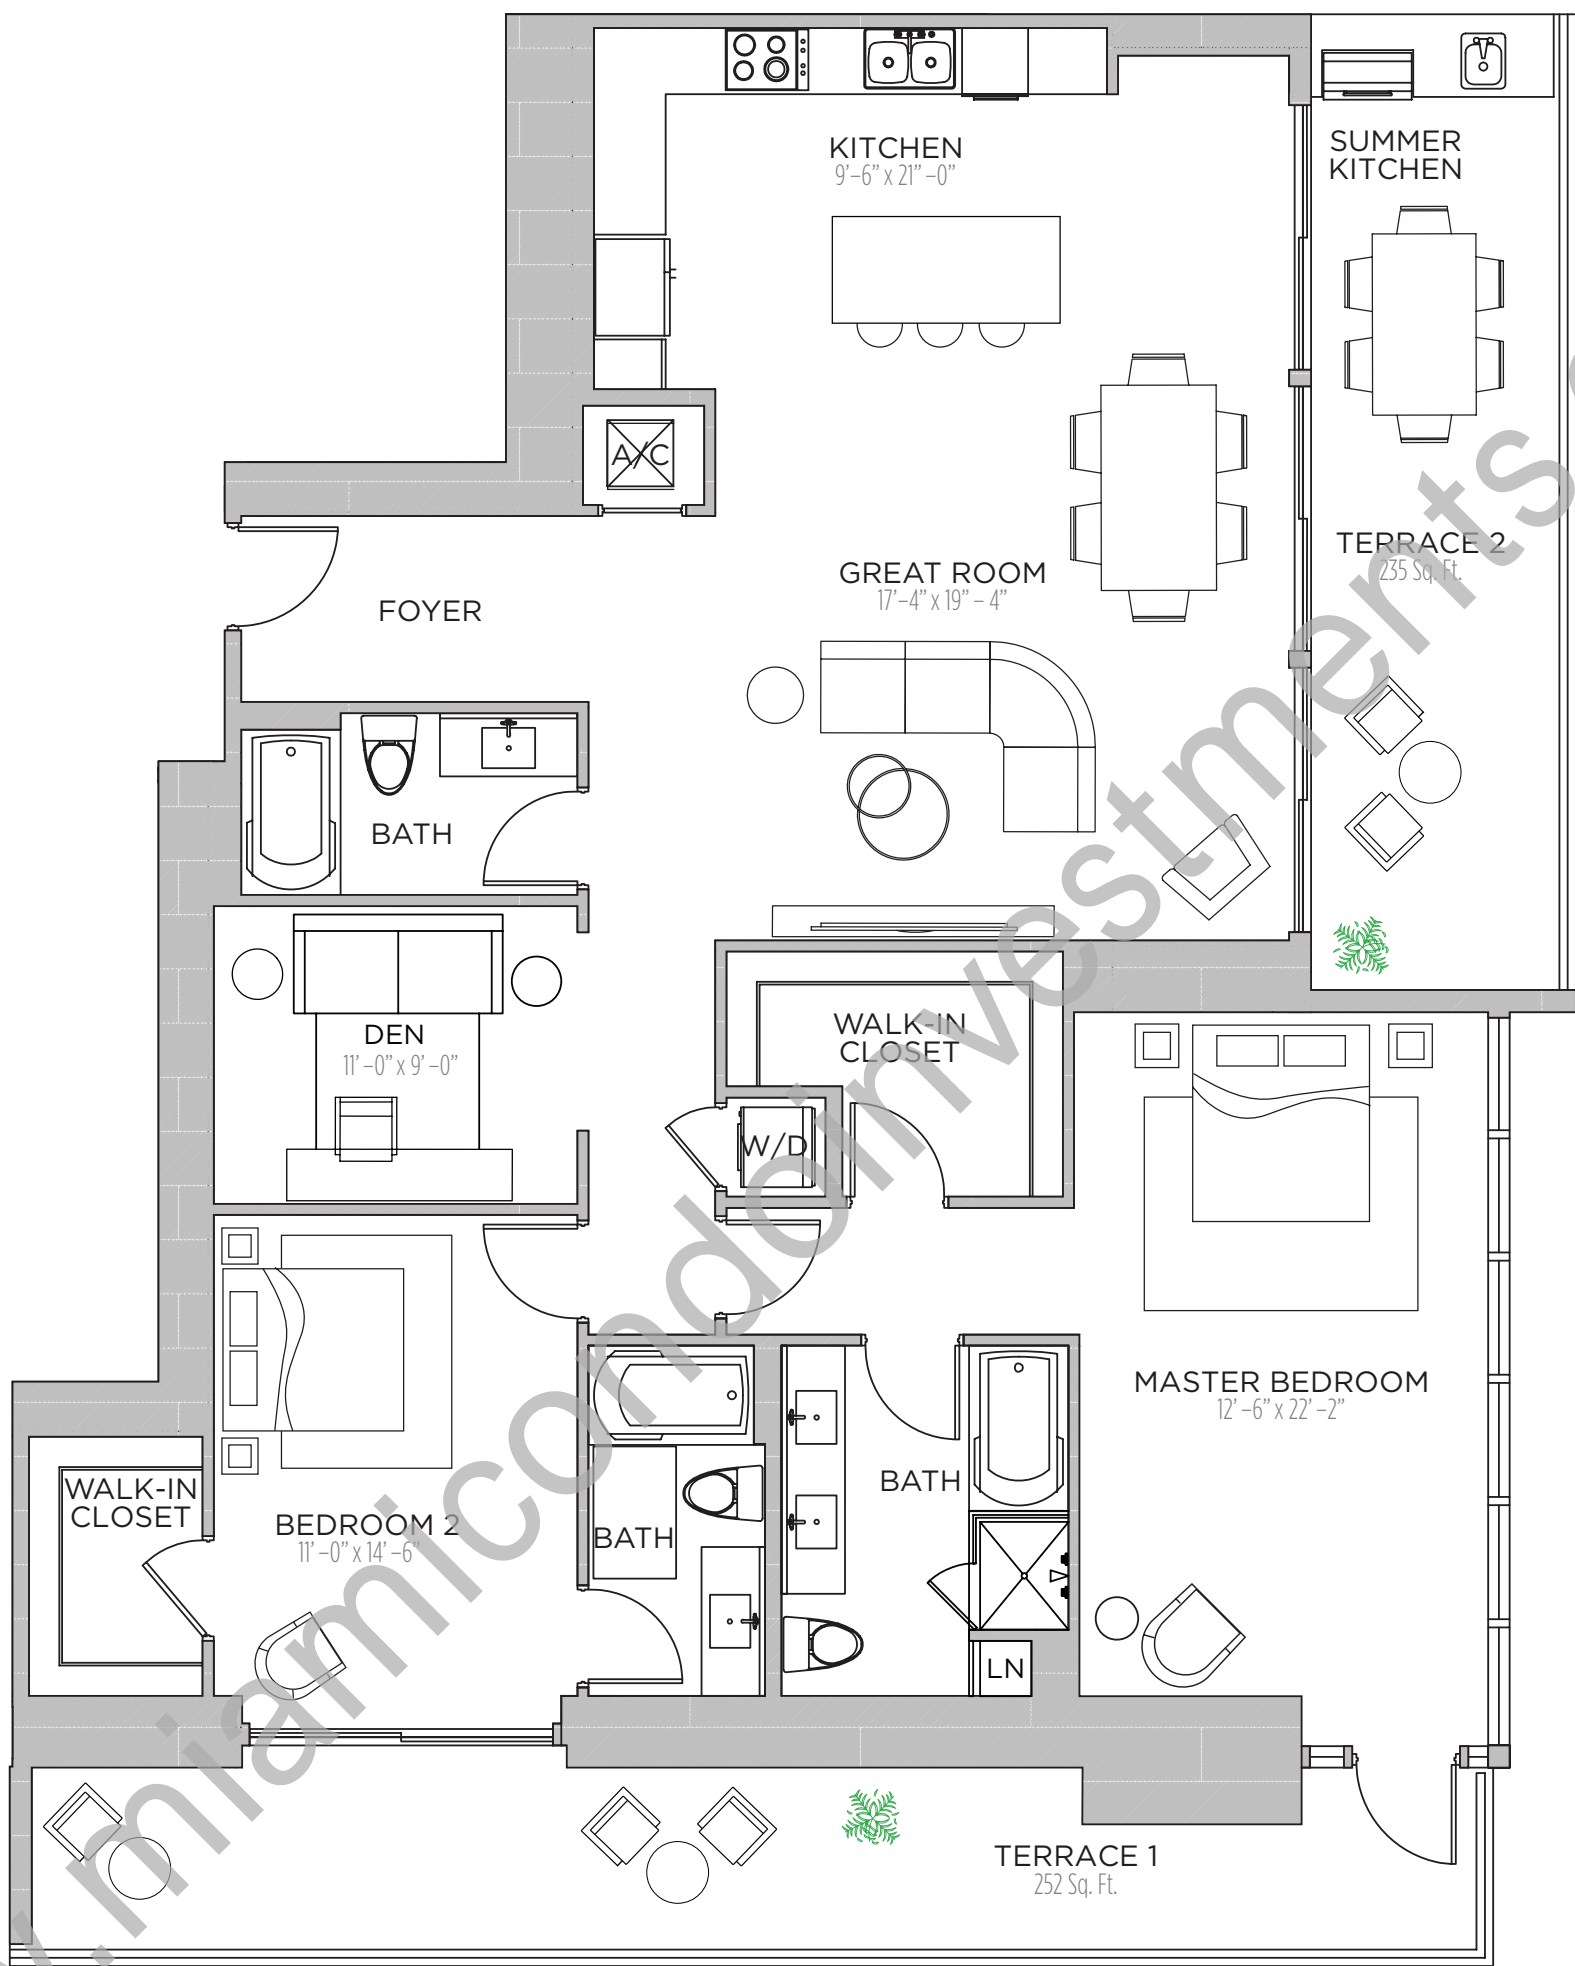 KITCHEN
9’–6” x 21” –0”
SUMMER
KITCHEN
A/C
TERRACE 2
235 Sq. Ft.
GREAT ROOM
17’–4” x 19” – 4”
FOYER
BATH
DEN
11’ –0” x 9’ –0”
WALK-IN
CLOSET
W/D
MASTER BEDROOM
12’ –6” x 22’ –2”
WALK-IN
CLOSET
BATH
BEDROOM 2
11’ –0” x 14’ –6”
BATH
LN
TERRACE 1
252 Sq. Ft.
.miamicondoinvestments